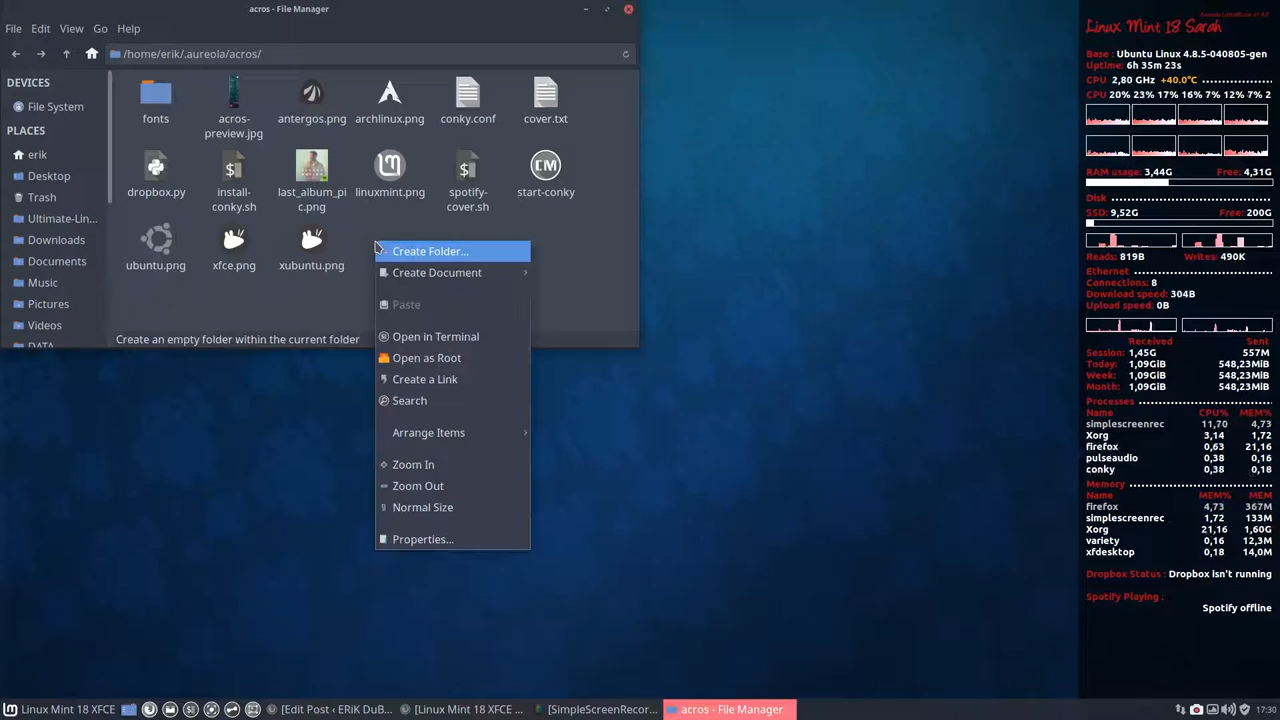 acros - File Manager
File Edit View Go Help
/home/erik/.aureola/acros/
DEVICES
File System
PLACES
erik
Desktop
Trash
Ultimate-Lin...
Downloads
Documents
Music
Pictures
Videos
DATA
fonts
acros-
preview.jpg
antergos.png
archlinux.png
conky.conf
cover.txt
dropbox.py
install-
conky.sh
last_album_pi
c.png
linuxmint.png
spotify-
cover.sh
start-conky
ubuntu.png
xfce.png
xubuntu.png
Create an empty folder within the current folder
Create Folder...
Create Document
Paste
Open in Terminal
Open as Root
Create a Link
Search
Arrange Items
Zoom In
Zoom Out
Normal Size
Properties...
Linux Mint 18 Sarah
Base : Ubuntu Linux 4.8.5-040805-gen
Uptime: 6h 35m 23s
CPU 2,80 GHz +40.0°C
CPU 20% 23% 17% 16% 7% 12% 7% 2
RAM usage: 3,44G Free: 4,31G
Disk
SSD: 9,52G Free: 200G
Reads: 819B Writes: 490K
Ethernet
Connections: 8
Download speed: 304B
Upload speed: 0B
Received Sent
Session: 1,45G 557M
Today: 1,09GiB 548,23MiB
Week: 1,09GiB 548,23MiB
Month: 1,09GiB 548,23MiB
Processes
Name CPU% MEM%
simplescreenrec 11,70 4,73
Xorg 3,14 1,72
firefox 0,63 21,16
pulseaudio 0,38 0,16
conky 0,38 0,18
Memory
Name MEM% MEM
firefox 4,73 367M
simplescreenrec 1,72 133M
Xorg 21,16 1,60G
variety 0,16 12,3M
xfdesktop 0,18 14,0M
Dropbox Status : Dropbox isn't running
Spotify Playing :
Spotify offline
Linux Mint 18 XFCE
[Edit Post ‹ ERiK DuB...
[Linux Mint 18 XFCE ...
[SimpleScreenRecor...
acros - File Manager
17:30